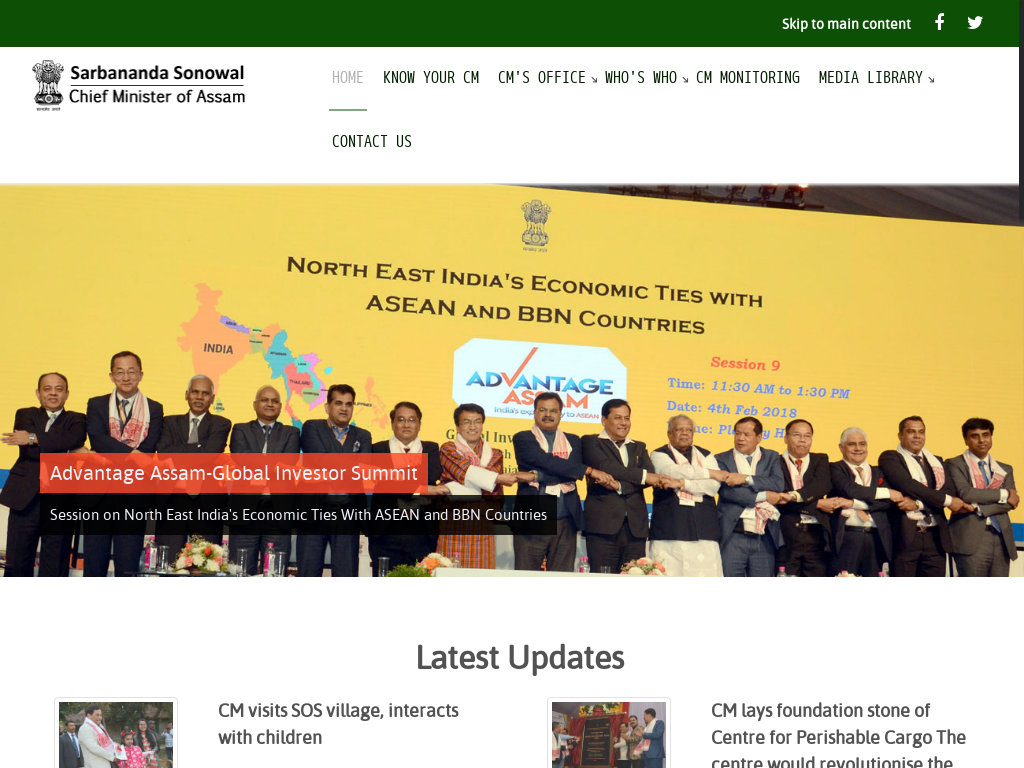 Skip to main content
Sarbananda Sonowal
Chief Minister of Assam
HOME KNOW YOUR CM CM'S OFFICE WHO'S WHO CM MONITORING MEDIA LIBRARY
CONTACT US
NORTH EAST INDIA'S ECONOMIC TIES WITH
ASEAN AND BBN COUNTRIES
INDIA
ADVANTAGE
ASSAM
India's
to ASEAN
Session 9
Time: 11:30 AM to 1:30 PM
Date: 4th Feb 2018
Advantage Assam-Global Investor Summit
Session on North East India's Economic Ties With ASEAN and BBN Countries
Latest Updates
CM visits SOS village, interacts
with children
CM lays foundation stone of
Centre for Perishable Cargo The
centre would revolutionise the